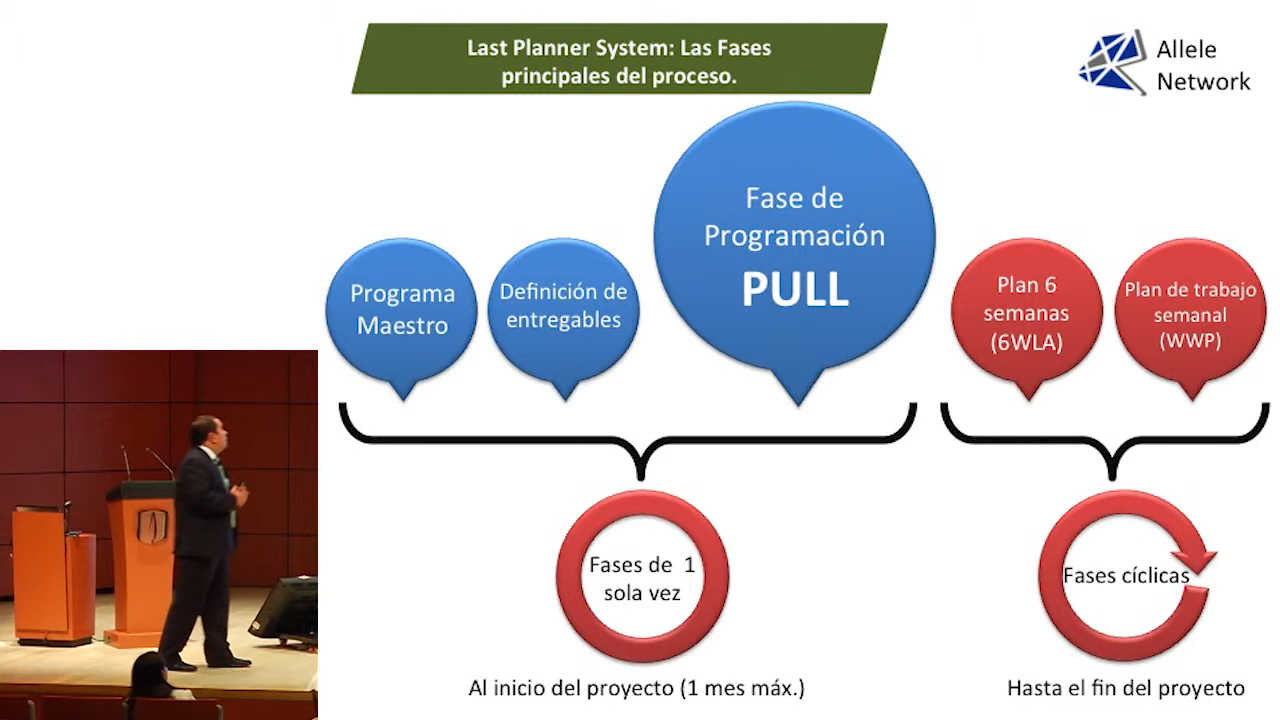 Last Planner System: Las Fases
principales del proceso.
Allele
Network
Programa
Maestro
Definición de
entregables
Fase de
Programación
PULL
Plan 6
semanas
(6WLA)
Plan de trabajo
semanal
(WWP)
Fases de 1
sola vez
Fases cíclicas
Al inicio del proyecto (1 mes máx.)
Hasta el fin del proyecto